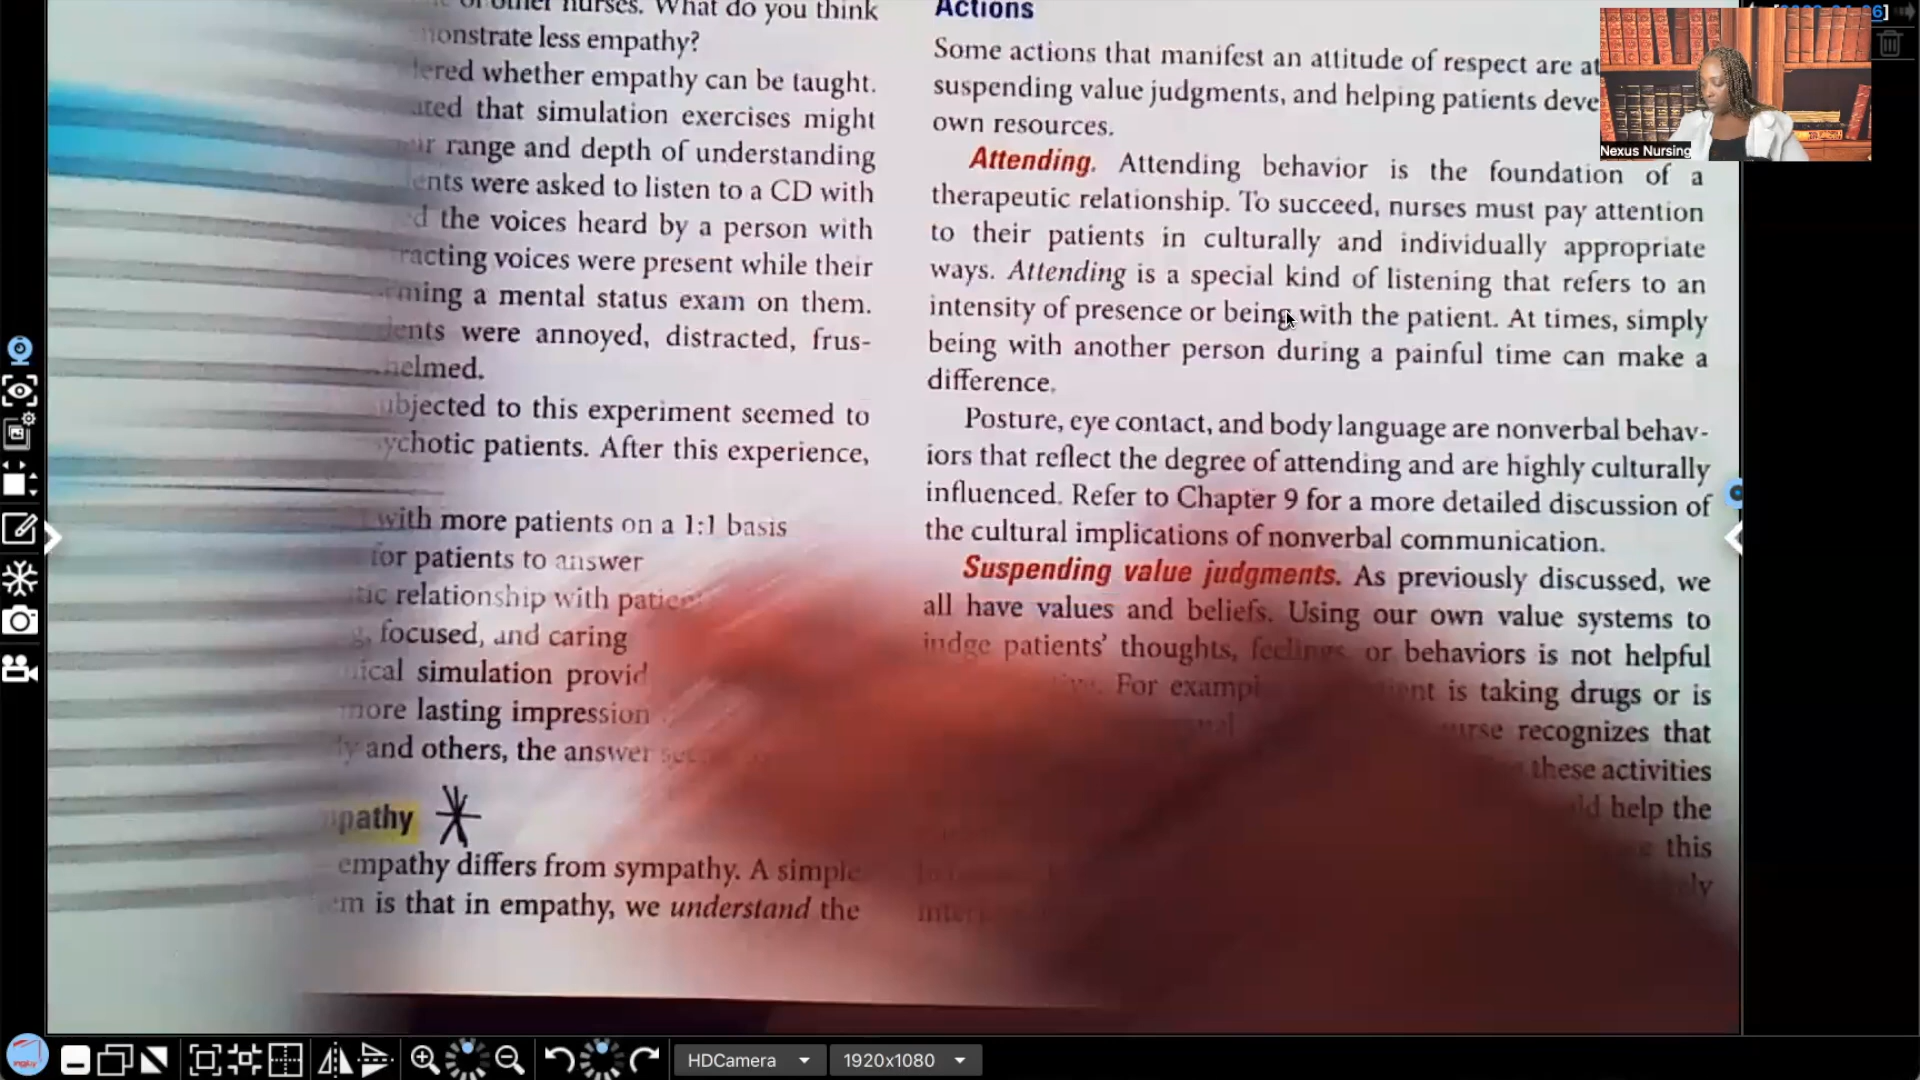 of other nurses. What do you think
less empathy?
whether empathy can be taught.
that simulation exercises might
range and depth of understanding
were asked to listen to a CD with
the voices heard by a person with
voices were present while their
a mental status exam on them.
were annoyed, distracted, frus-
to this experiment seemed to
patients. After this experience,
with more patients on a 1:1 basis
for patients to answer
relationship with
focused, and caring
simulation
more lasting impression
and others, the answer
empathy differs from sympathy. A simple
is that in empathy, we understand the
Actions
Some actions that manifest an attitude of respect are
suspending value judgments, and helping patients
own resources.
Attending. Attending behavior is the foundation of a
therapeutic relationship. To succeed, nurses must pay attention
to their patients in culturally and individually appropriate
ways. Attending is a special kind of listening that refers to an
intensity of presence or being with the patient. At times, simply
being with another person during a painful time can make a
difference.
Posture, eye contact, and body language are nonverbal behav-
iors that reflect the degree of attending and are highly culturally
influenced. Refer to Chapter 9 for a more detailed discussion of
the cultural implications of nonverbal communication.
Suspending value judgments. As previously discussed, we
all have values and beliefs. Using our own value systems to
judge patients' thoughts, feelings, or behaviors is not helpful
For is taking drugs or is
recognizes that
these activities
help the
this
Nexus Nursing
HDCamera
1920x1080